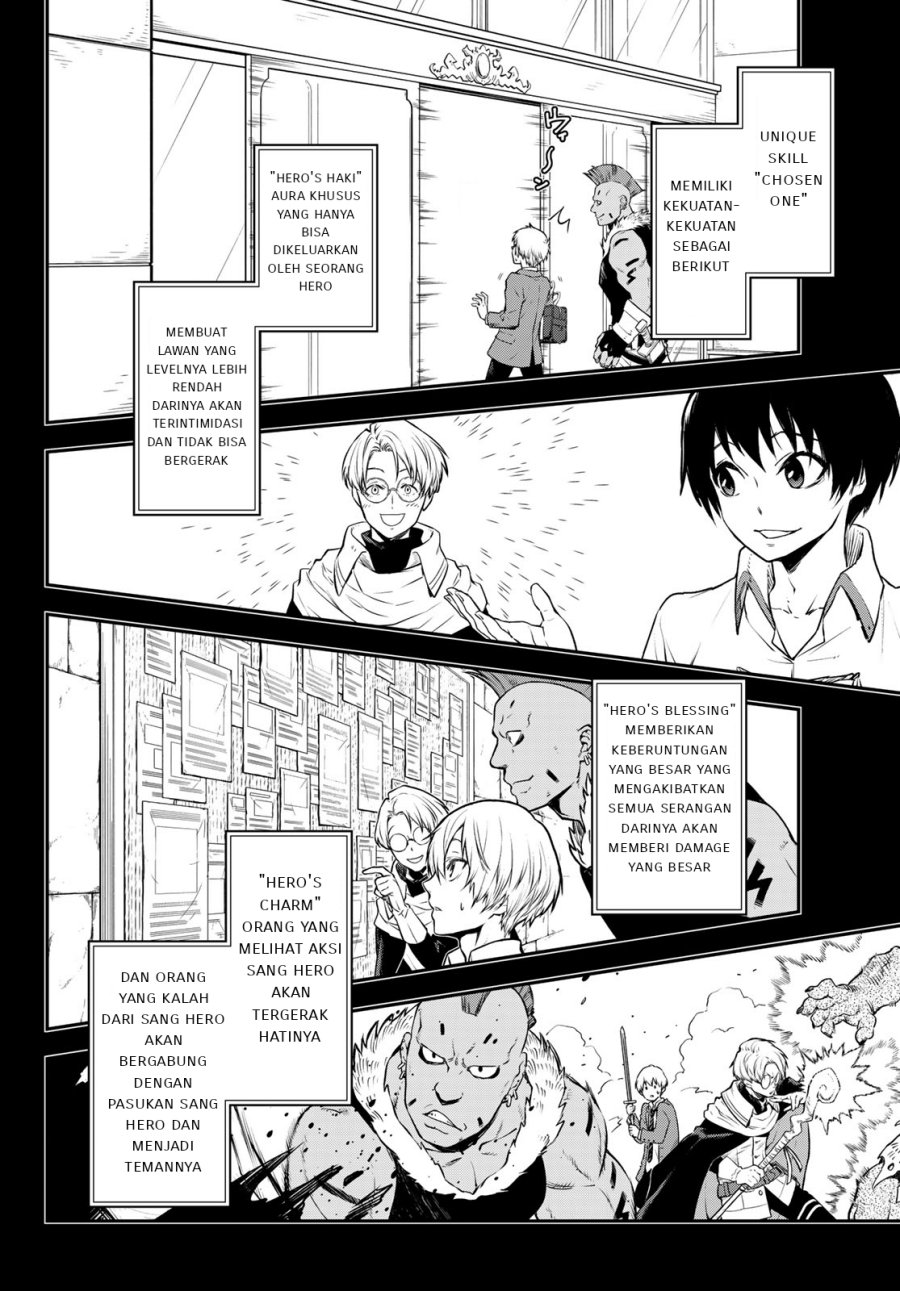 UNIQUE
SKILL
"CHOSEN
ONE"
MEMILIKI
KEKUATAN-
KEKUATAN
SEBAGAI
BERIKUT
ドヤ〜ン
"HERO'S HAKI"
AURA KHUSUS
YANG HANYA
BISA
DIKELUARKAN
OLEH SEORANG
HERO
MEMBUAT
LAWAN YANG
LEVELNYA LEBIH
RENDAH
DARINYA AKAN
TERINTIMIDASI
DAN TIDAK BISA
BERGERAK
"HERO'S BLESSING"
MEMBERIKAN
KEBERUNTUNGAN
YANG BESAR YANG
MENGAKIBATKAN
SEMUA SERANGAN
DARINYA AKAN
MEMBERI DAMAGE
YANG BESAR
"HERO'S
CHARM"
ORANG YANG
MELIHAT AKSI
SANG HERO
AKAN
TERGERAK
HATINYA
DAN ORANG
YANG KALAH
DARI SANG HERO
AKAN
BERGABUNG
DENGAN
PASUKAN SANG
HERO DAN
MENJADI
TEMANNYA